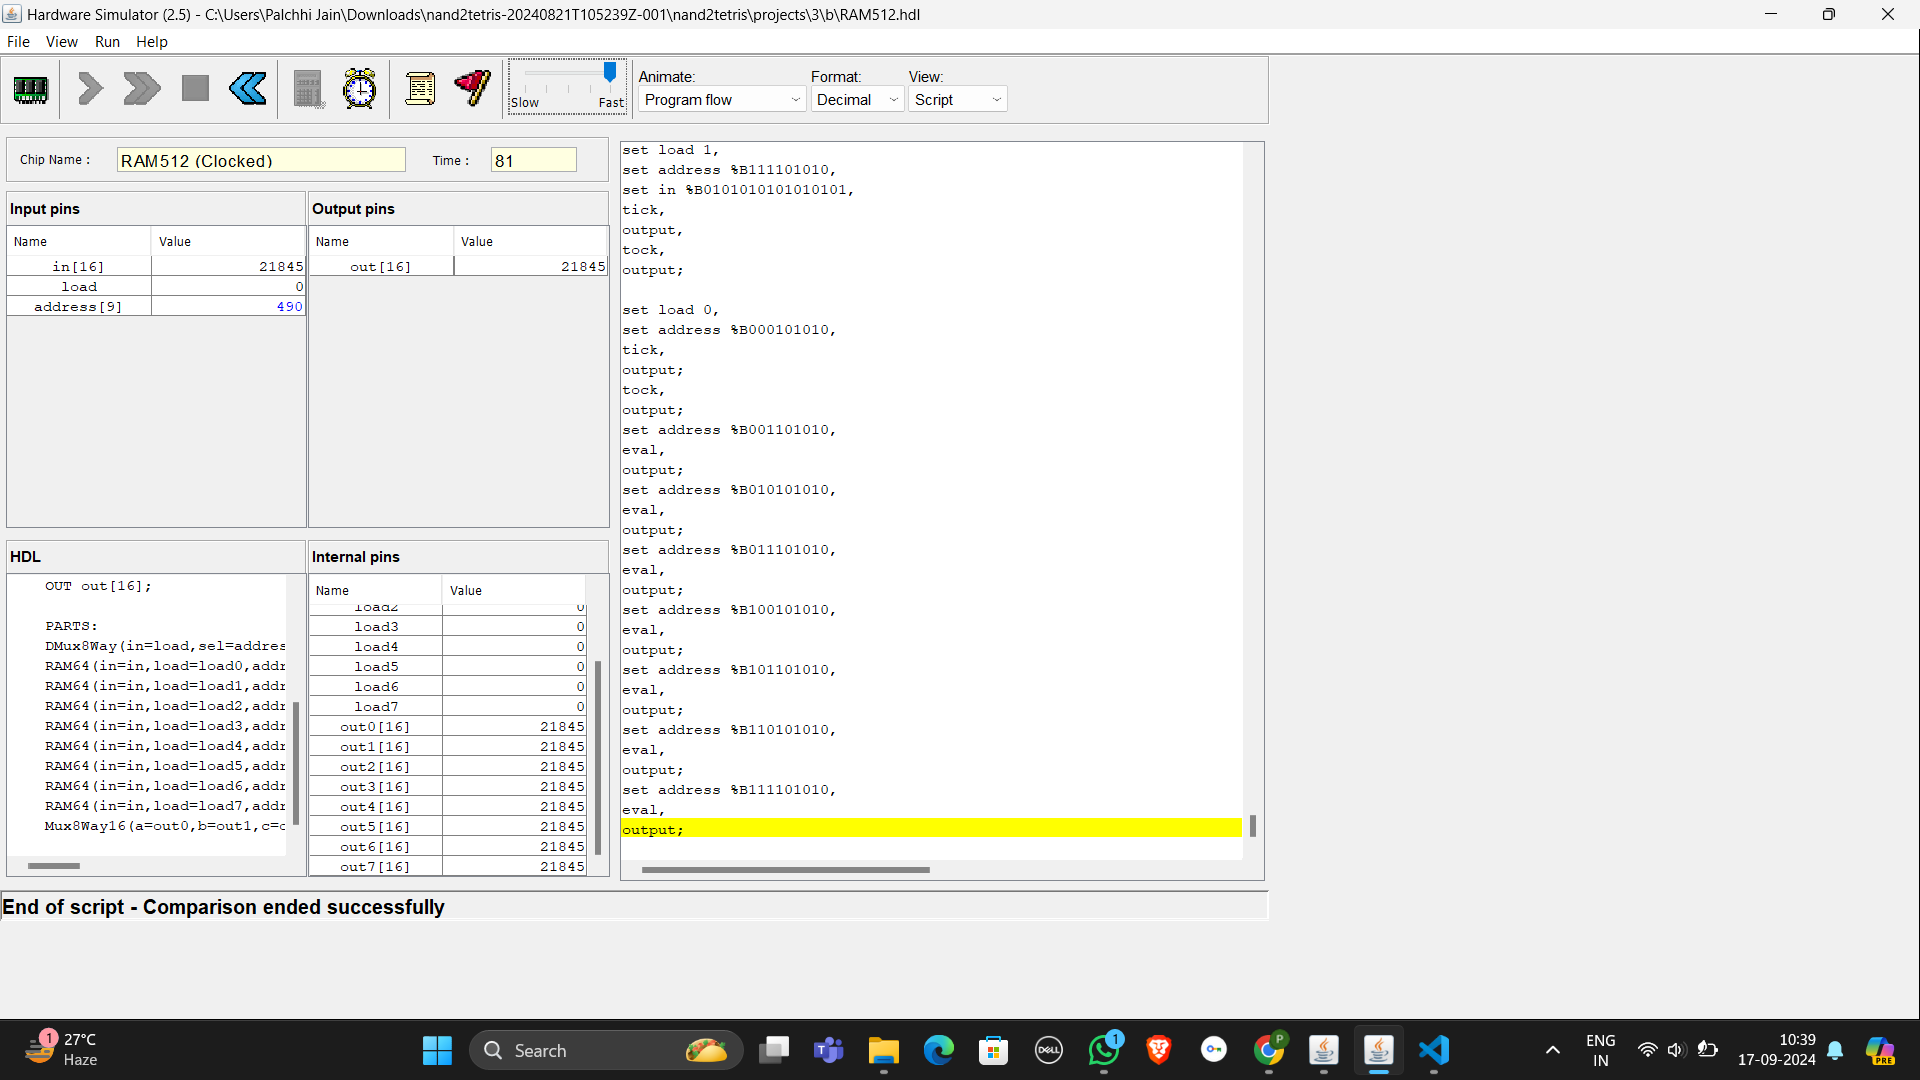 Hardware Simulator (2.5) - C:\Users\Palchhi Jain\Downloads\nand2tetris-20240821T105239Z-001\nand2tetris\projects\3\b\RAM512.hdl
File View Run Help
Slow Fast
Animate: Format: View:
Program flow Decimal Script
Chip Name : RAM512 (Clocked) Time : 81
Input pins
Name Value
in[16] 21845
load 0
address[9] 490
Output pins
Name Value
out[16] 21845
HDL
OUT out[16];
PARTS:
DMux8Way(in=load,sel=addres
RAM64(in=in,load=load0,addr
RAM64(in=in,load=load1,addr
RAM64(in=in,load=load2,addr
RAM64(in=in,load=load3,addr
RAM64(in=in,load=load4,addr
RAM64(in=in,load=load5,addr
RAM64(in=in,load=load6,addr
RAM64(in=in,load=load7,addr
Mux8Way16(a=out0,b=out1,c=o
Internal pins
Name Value
load2 0
load3 0
load4 0
load5 0
load6 0
load7 0
out0[16] 21845
out1[16] 21845
out2[16] 21845
out3[16] 21845
out4[16] 21845
out5[16] 21845
out6[16] 21845
out7[16] 21845
set load 1,
set address %B111101010,
set in %B0101010101010101,
tick,
output,
tock,
output;
set load 0,
set address %B000101010,
tick,
output;
tock,
output;
set address %B001101010,
eval,
output;
set address %B010101010,
eval,
output;
set address %B011101010,
eval,
output;
set address %B100101010,
eval,
output;
set address %B101101010,
eval,
output;
set address %B110101010,
eval,
output;
set address %B111101010,
eval,
output;
End of script - Comparison ended successfully
1
27°C
Haze
Search
DELL
1
P
ENG
IN
10:39
17-09-2024
PRE